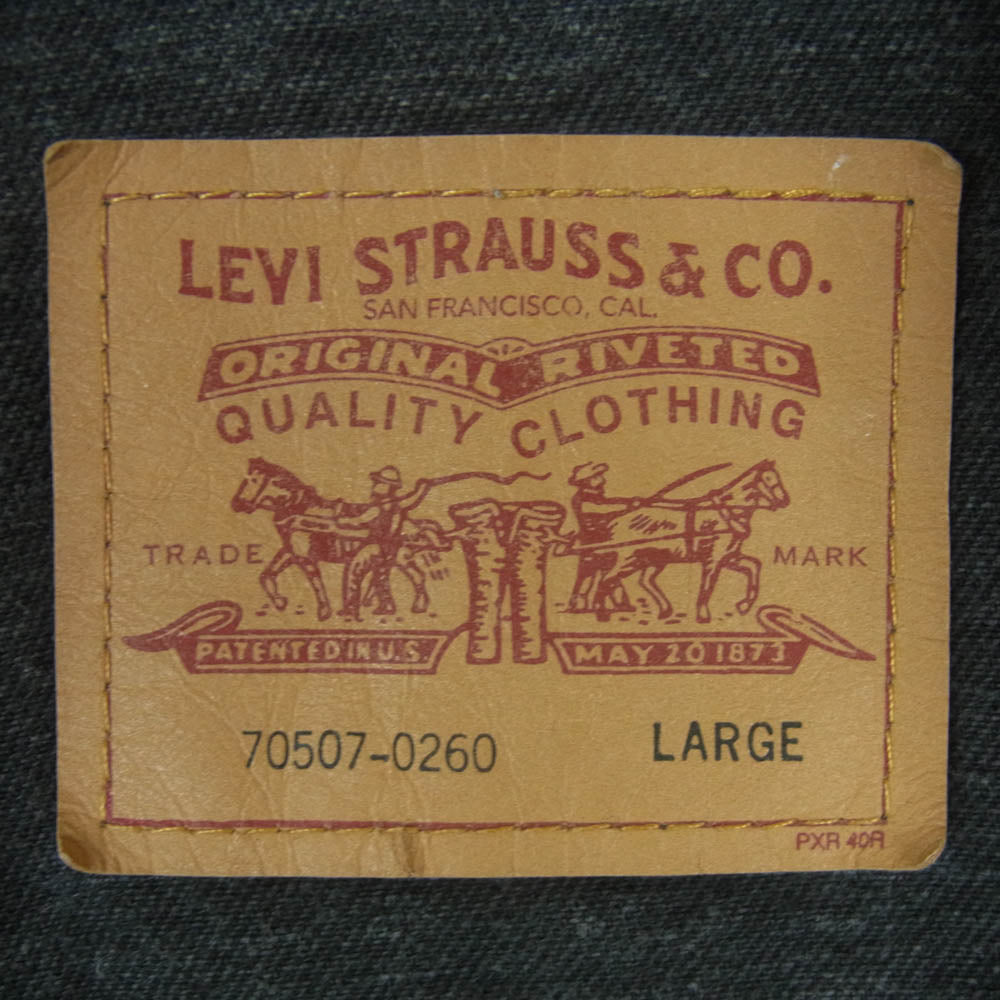 LEVI STRAUSS & CO.
SAN FRANCISCO, CAL.
ORIGINAL RIVETED
QUALITY CLOTHING
TRADE MARK
PATENTED IN U.S. MAY 20 1873
70507-0260 LARGE
PXR 40R